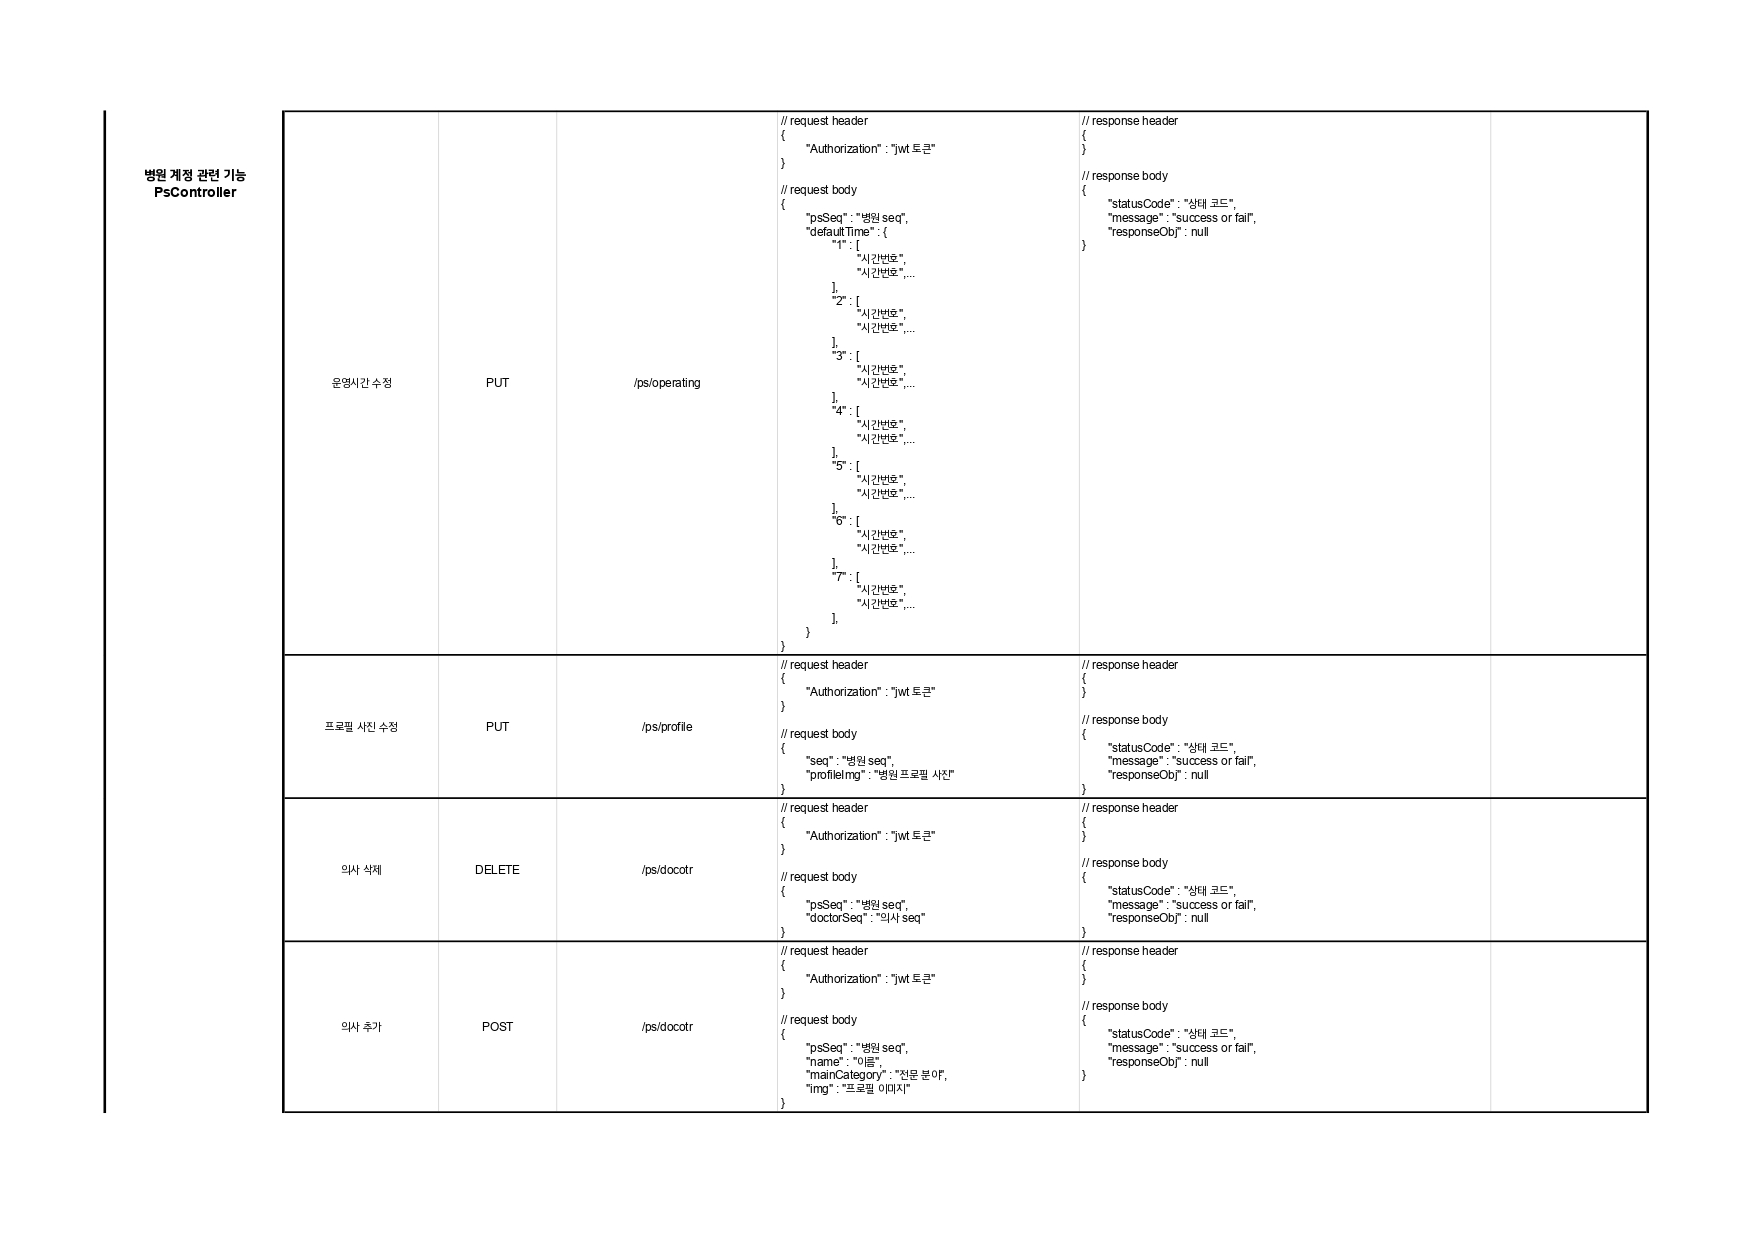 병원 계정 관련 기능
PsController
운영시간 수정
PUT
/ps/operating
// request header
{
"Authorization" : "jwt 토큰"
}
// request body
{
"psSeq" : "병원 seq",
"defaultTime" : {
"1" : [
"시간번호",
"시간번호",...
],
"2" : [
"시간번호",
"시간번호",...
],
"3" : [
"시간번호",
"시간번호",...
],
"4" : [
"시간번호",
"시간번호",...
],
"5" : [
"시간번호",
"시간번호",...
],
"6" : [
"시간번호",
"시간번호",...
],
"7" : [
"시간번호",
"시간번호",...
],
}
}
// response header
{
}
// response body
{
"statusCode" : "상태 코드",
"message" : "success or fail",
"responseObj" : null
}
프로필 사진 수정
PUT
/ps/profile
// request header
{
"Authorization" : "jwt 토큰"
}
// request body
{
"seq" : "병원 seq",
"profileImg" : "병원 프로필 사진"
}
// response header
{
}
// response body
{
"statusCode" : "상태 코드",
"message" : "success or fail",
"responseObj" : null
}
의사 삭제
DELETE
/ps/docotr
// request header
{
"Authorization" : "jwt 토큰"
}
// request body
{
"psSeq" : "병원 seq",
"doctorSeq" : "의사 seq"
}
// response header
{
}
// response body
{
"statusCode" : "상태 코드",
"message" : "success or fail",
"responseObj" : null
}
의사 추가
POST
/ps/docotr
// request header
{
"Authorization" : "jwt 토큰"
}
// request body
{
"psSeq" : "병원 seq",
"name" : "이름",
"mainCategory" : "전문 분야",
"img" : "프로필 이미지"
}
// response header
{
}
// response body
{
"statusCode" : "상태 코드",
"message" : "success or fail",
"responseObj" : null
}